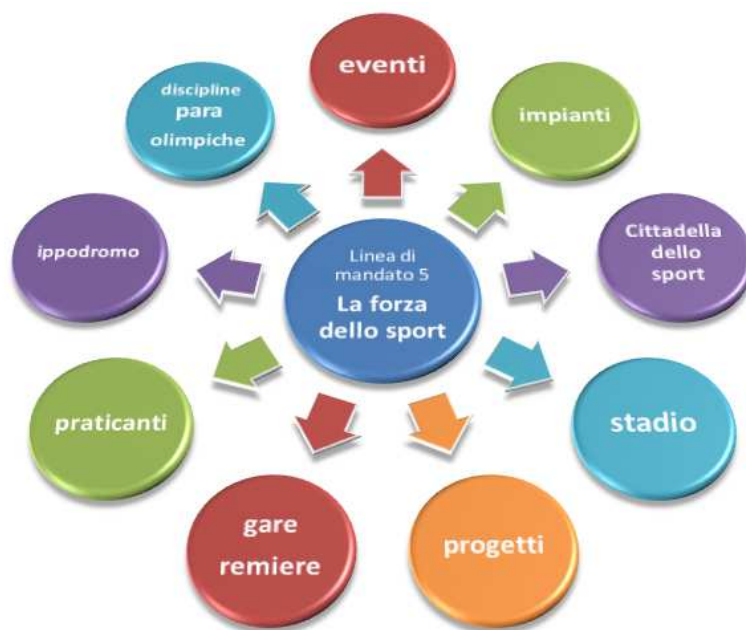 eventi
impianti
Cittadella
dello
sport
stadio
progetti
gare
remiere
praticanti
ippodromo
discipline
para
olimpiche
Linea di
mandato 5
La forza
dello sport